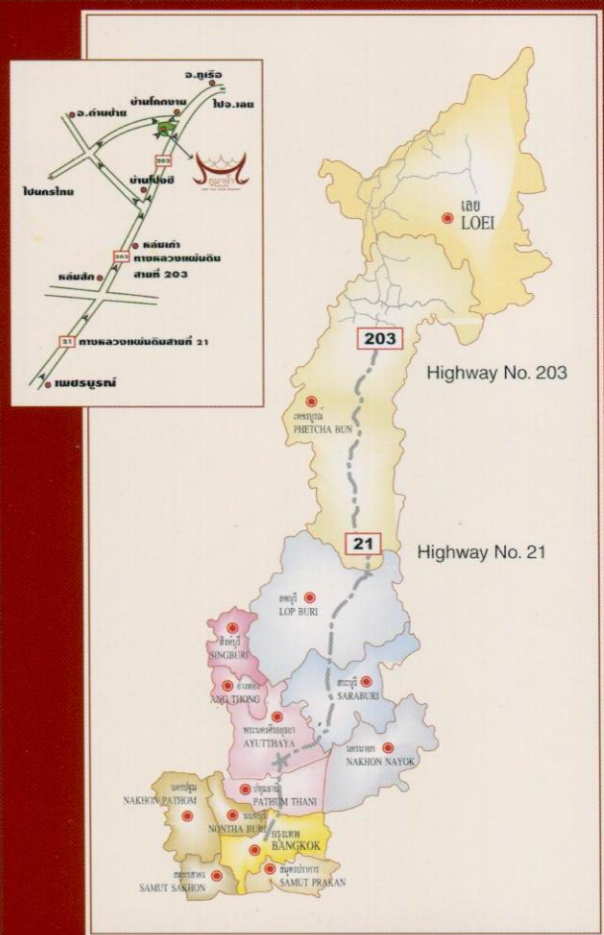 อ.ภูเรือ
บ้านโคกงาม
ไปจ.เลย
อ.ด่านซ้าย
203
ไปนครไทย
บ้านโป่งชี
หล่มเก่า
203
ทางหลวงแผ่นดิน
สายที่ 203
หล่มสัก
21
ทางหลวงแผ่นดินสายที่ 21
เพชรบูรณ์
เลย
LOEI
203
Highway No. 203
เพชรบูรณ์
PHETCHA BUN
21
Highway No. 21
ลพบุรี
LOP BURI
สิงห์บุรี
SINGBURI
อ่างทอง
ANG THONG
สระบุรี
SARABURI
พระนครศรีอยุธยา
AYUTTHAYA
นครนายก
NAKHON NAYOK
นครปฐม
NAKHON PATHOM
ปทุมธานี
PATHUM THANI
นนทบุรี
NONTHA BURI
กรุงเทพ
BANGKOK
สมุทรสาคร
SAMUT SAKHON
สมุทรปราการ
SAMUT PRAKAN